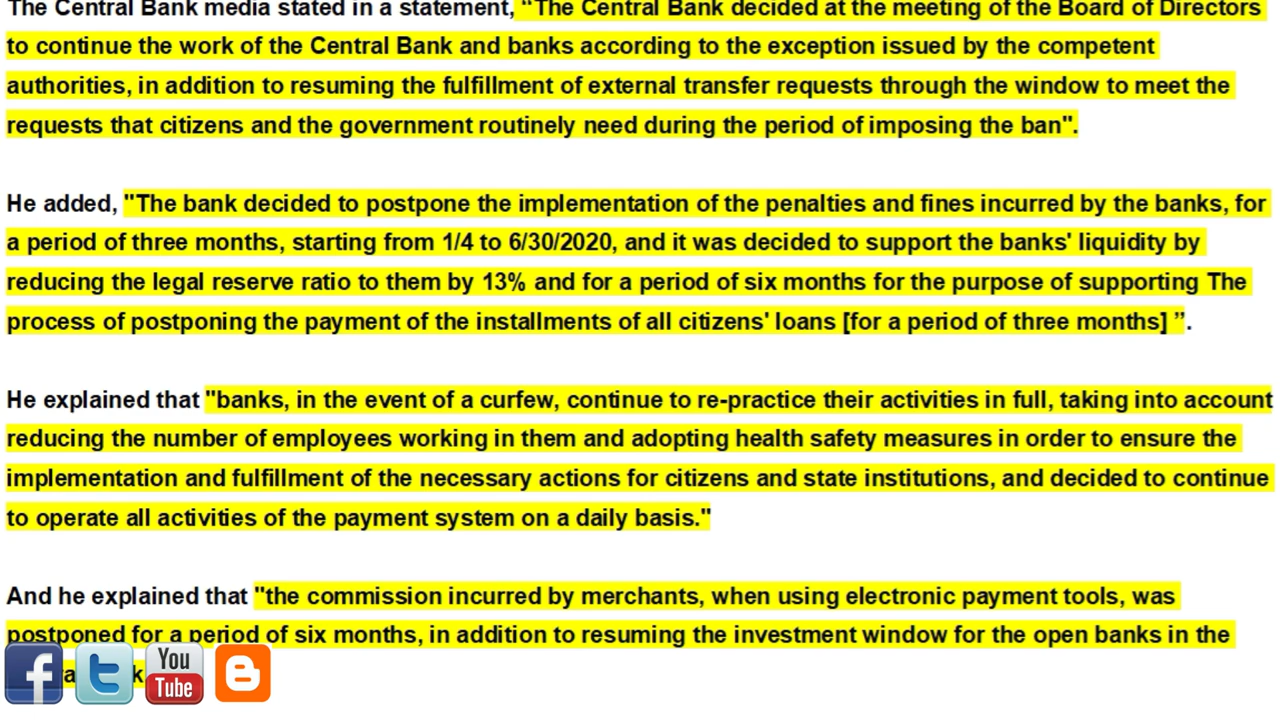 The Central Bank media stated in a statement, “The Central Bank decided at the meeting of the Board of Directors
to continue the work of the Central Bank and banks according to the exception issued by the competent
authorities, in addition to resuming the fulfillment of external transfer requests through the window to meet the
requests that citizens and the government routinely need during the period of imposing the ban".
He added, "The bank decided to postpone the implementation of the penalties and fines incurred by the banks, for
a period of three months, starting from 1/4 to 6/30/2020, and it was decided to support the banks' liquidity by
reducing the legal reserve ratio to them by 13% and for a period of six months for the purpose of supporting The
process of postponing the payment of the installments of all citizens' loans [for a period of three months] ”.
He explained that "banks, in the event of a curfew, continue to re-practice their activities in full, taking into account
reducing the number of employees working in them and adopting health safety measures in order to ensure the
implementation and fulfillment of the necessary actions for citizens and state institutions, and decided to continue
to operate all activities of the payment system on a daily basis."
And he explained that "the commission incurred by merchants, when using electronic payment tools, was
postponed for a period of six months, in addition to resuming the investment window for the open banks in the
You
Tube